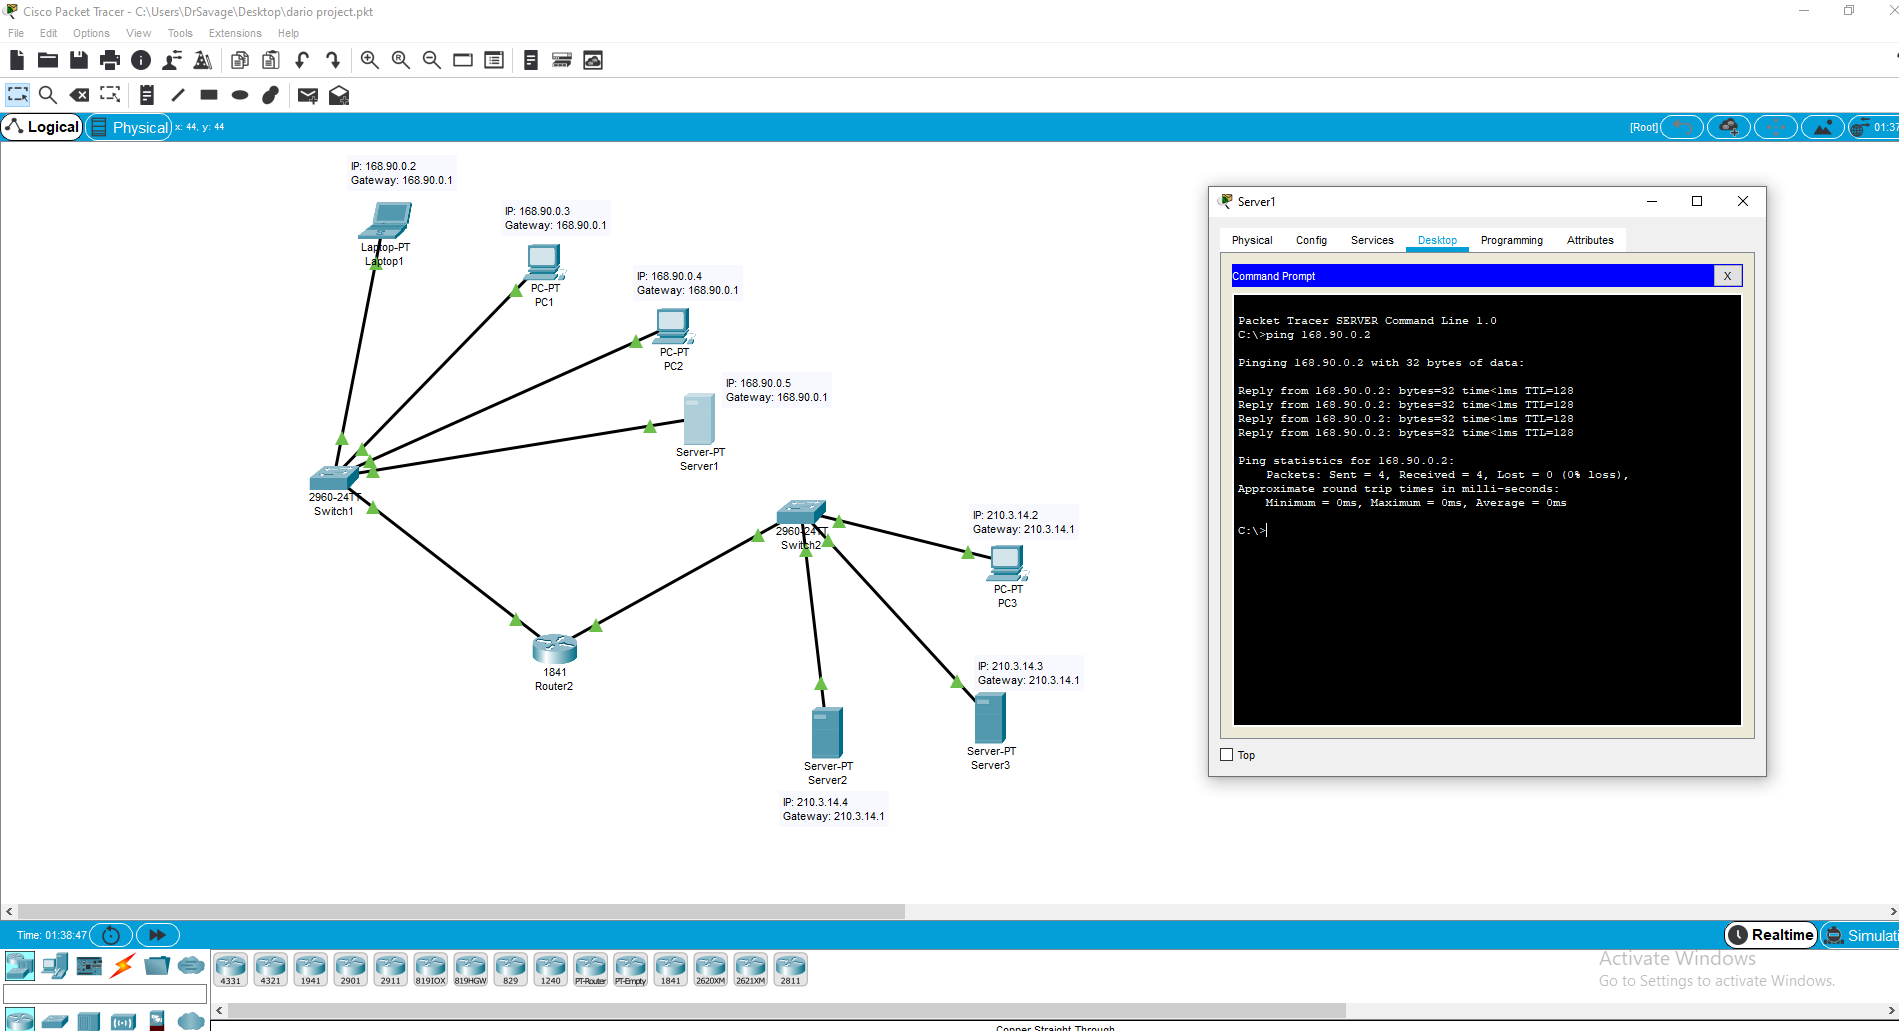 Cisco Packet Tracer - C:\Users\DrSavage\Desktop\dario project.pkt
File Edit Options View Tools Extensions Help
Logical
Physical
x: 44, y: 44
[Root]
01:37
IP: 168.90.0.2
Gateway: 168.90.0.1
Laptop-PT
Laptop1
IP: 168.90.0.3
Gateway: 168.90.0.1
PC-PT
PC1
IP: 168.90.0.4
Gateway: 168.90.0.1
PC-PT
PC2
IP: 168.90.0.5
Gateway: 168.90.0.1
Server-PT
Server1
2960-24TT
Switch1
2960-24TT
Switch2
IP: 210.3.14.2
Gateway: 210.3.14.1
PC-PT
PC3
1841
Router2
IP: 210.3.14.3
Gateway: 210.3.14.1
Server-PT
Server3
Server-PT
Server2
IP: 210.3.14.4
Gateway: 210.3.14.1
Server1
Physical Config Services Desktop Programming Attributes
Command Prompt
X
Packet Tracer SERVER Command Line 1.0
C:\>ping 168.90.0.2
Pinging 168.90.0.2 with 32 bytes of data:
Reply from 168.90.0.2: bytes=32 time<1ms TTL=128
Reply from 168.90.0.2: bytes=32 time<1ms TTL=128
Reply from 168.90.0.2: bytes=32 time<1ms TTL=128
Reply from 168.90.0.2: bytes=32 time<1ms TTL=128
Ping statistics for 168.90.0.2:
Packets: Sent = 4, Received = 4, Lost = 0 (0% loss),
Approximate round trip times in milli-seconds:
Minimum = 0ms, Maximum = 0ms, Average = 0ms
C:\>
Top
Time: 01:38:47
Realtime
Simulati
Activate Windows
Go to Settings to activate Windows.
4331 4321 1941 2901 2911 819IOX 819HGW 829 1240 PT-Router PT-Empty 1841 2620XM 2621XM 2811
Copper Straight-Through